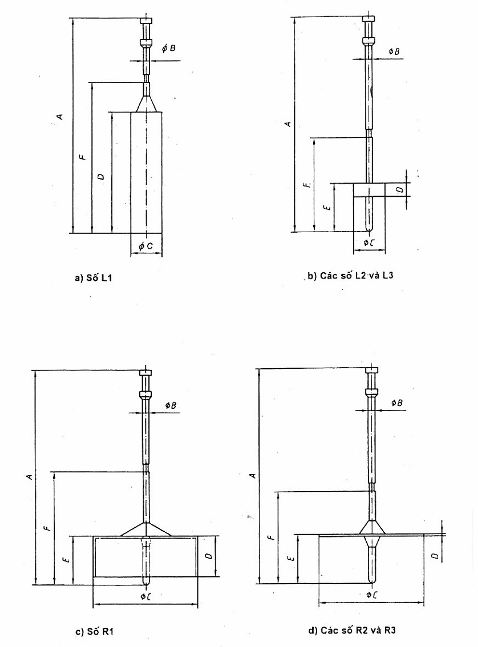 A
F
D
φB
φC
a) Số L1
A
F
E
D
φB
φC
b) Các số L2 và L3
A
F
E
D
φB
φC
c) Số R1
A
F
E
D
φB
φC
d) Các số R2 và R3